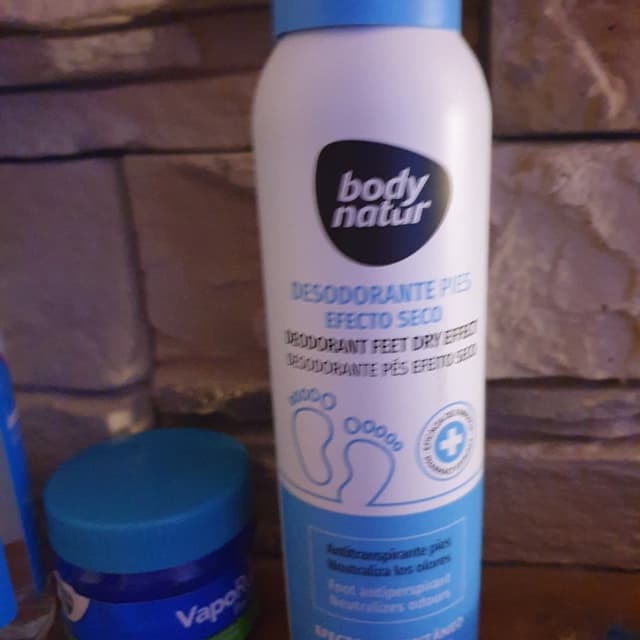 body
natur
DESODORANTE PIES
EFECTO SECO
DEODORANT FEET DRY EFFECT
DESODORANTE PÉS EFEITO SECO
Antitranspirante pies
Neutraliza los olores
Foot antiperspirant
Neutralizes odours
VapoRu